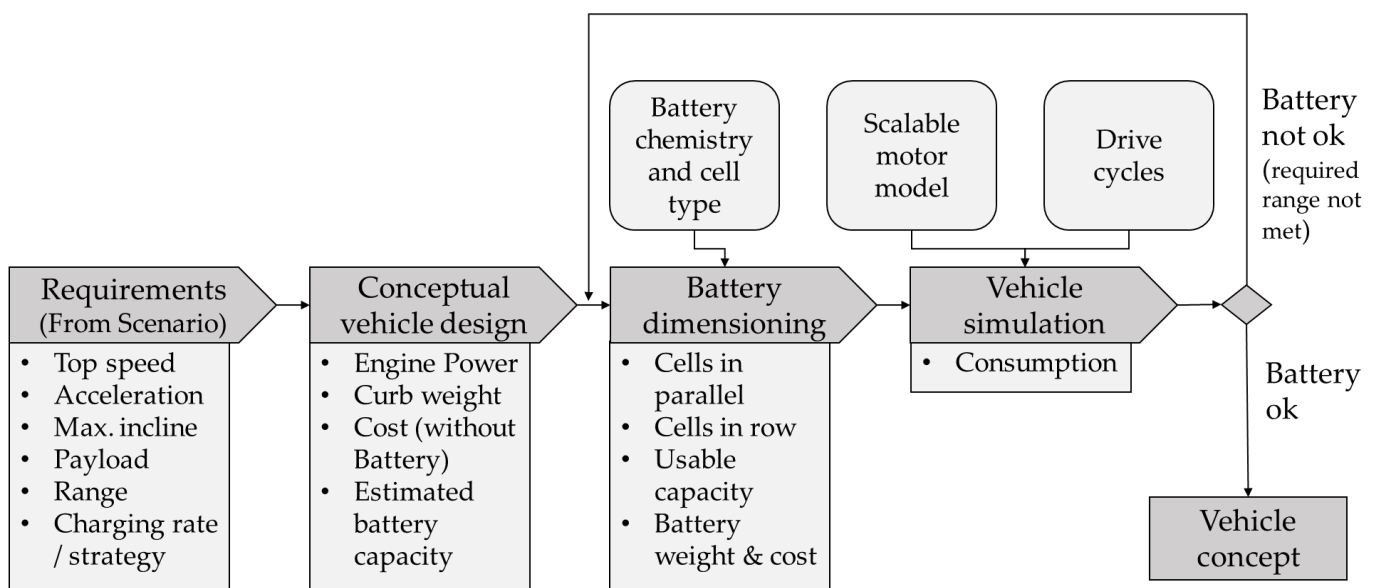 Battery
chemistry
and cell
type
Scalable
motor
model
Drive
cycles
Battery
not ok
(required
range not
met)
Requirements
(From Scenario)
• Top speed
• Acceleration
• Max. incline
• Payload
• Range
• Charging rate
/ strategy
Conceptual
vehicle design
• Engine Power
• Curb weight
• Cost (without
Battery)
• Estimated
battery
capacity
Battery
dimensioning
• Cells in
parallel
• Cells in row
• Usable
capacity
• Battery
weight & cost
Vehicle
simulation
• Consumption
Battery
ok
Vehicle
concept